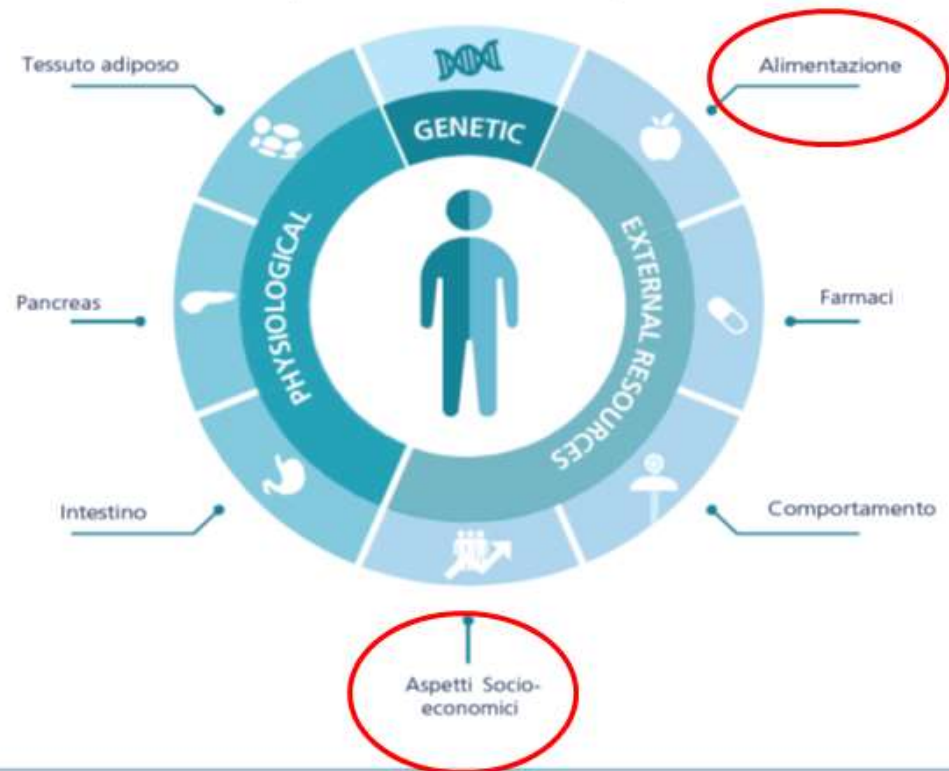 Tessuto adiposo
Alimentazione
GENETIC
PHYSIOLOGICAL
EXTERNAL RESOURCES
Pancreas
Farmaci
Intestino
Comportamento
Aspetti Socio-
economici